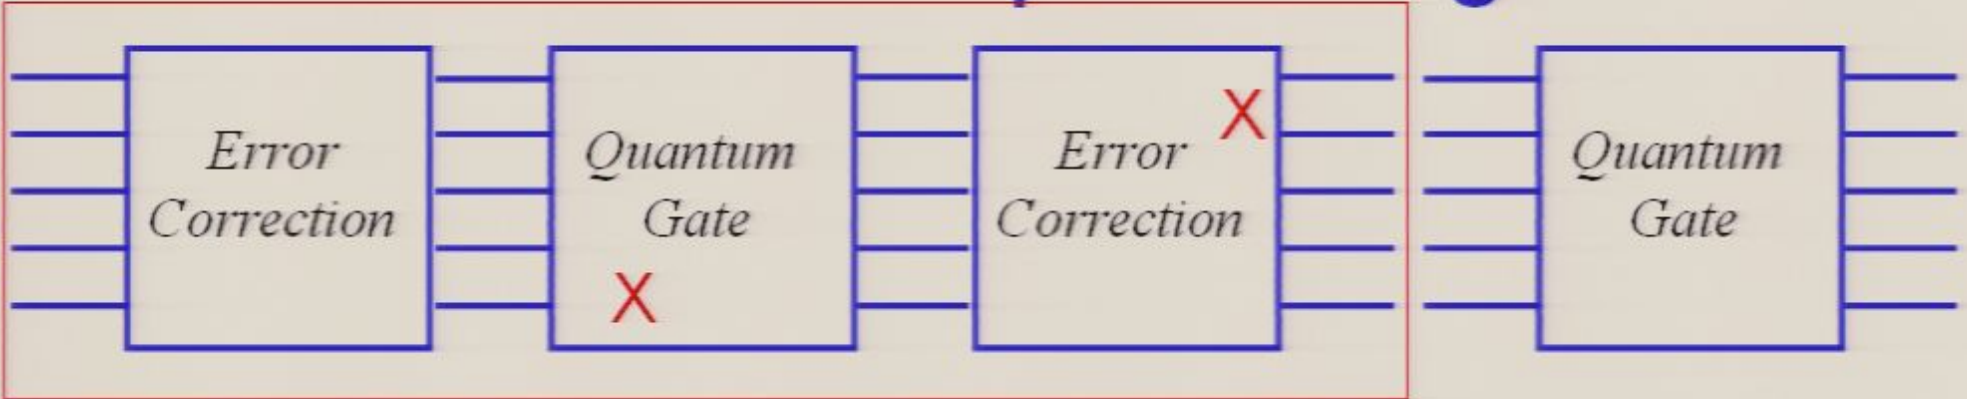 Error
Correction
Quantum
Gate
X
Error
Correction
X
Quantum
Gate